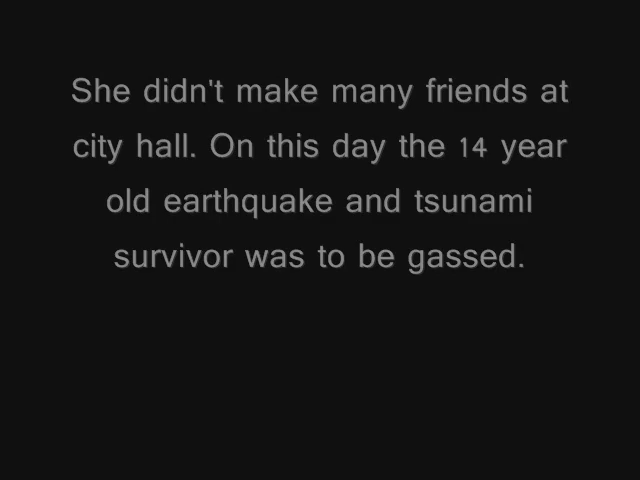 She didn't make many friends at
city hall. On this day the 14 year
old earthquake and tsunami
survivor was to be gassed.